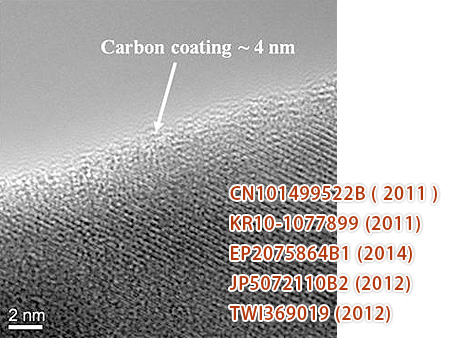 Carbon coating ~ 4 nm
CN101499522B ( 2011 )
KR10-1077899 (2011)
EP2075864B1 (2014)
JP5072110B2 (2012)
TWI369019 (2012)
2 nm